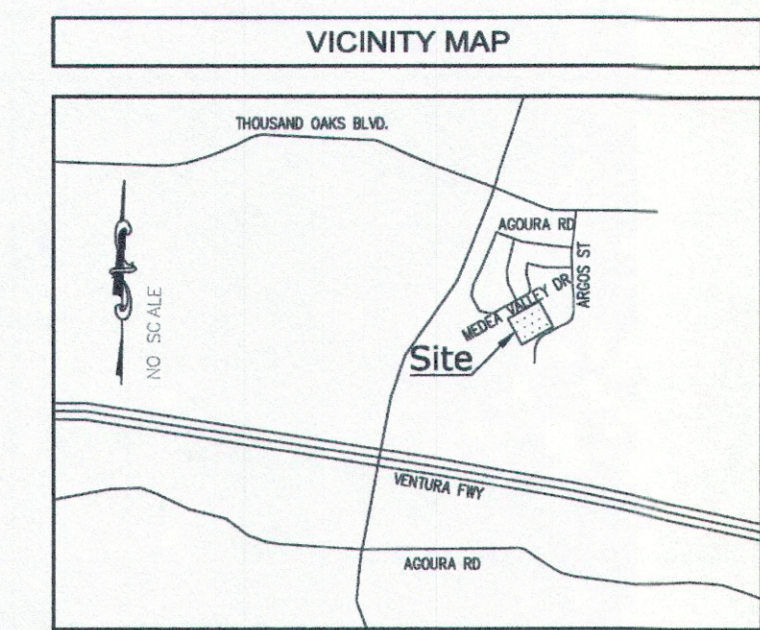 VICINITY MAP
THOUSAND OAKS BLVD.
AGOURA RD
ARGOS ST
MEDEA VALLEY DR
NO SCALE
Site
VENTURA FWY
AGOURA RD